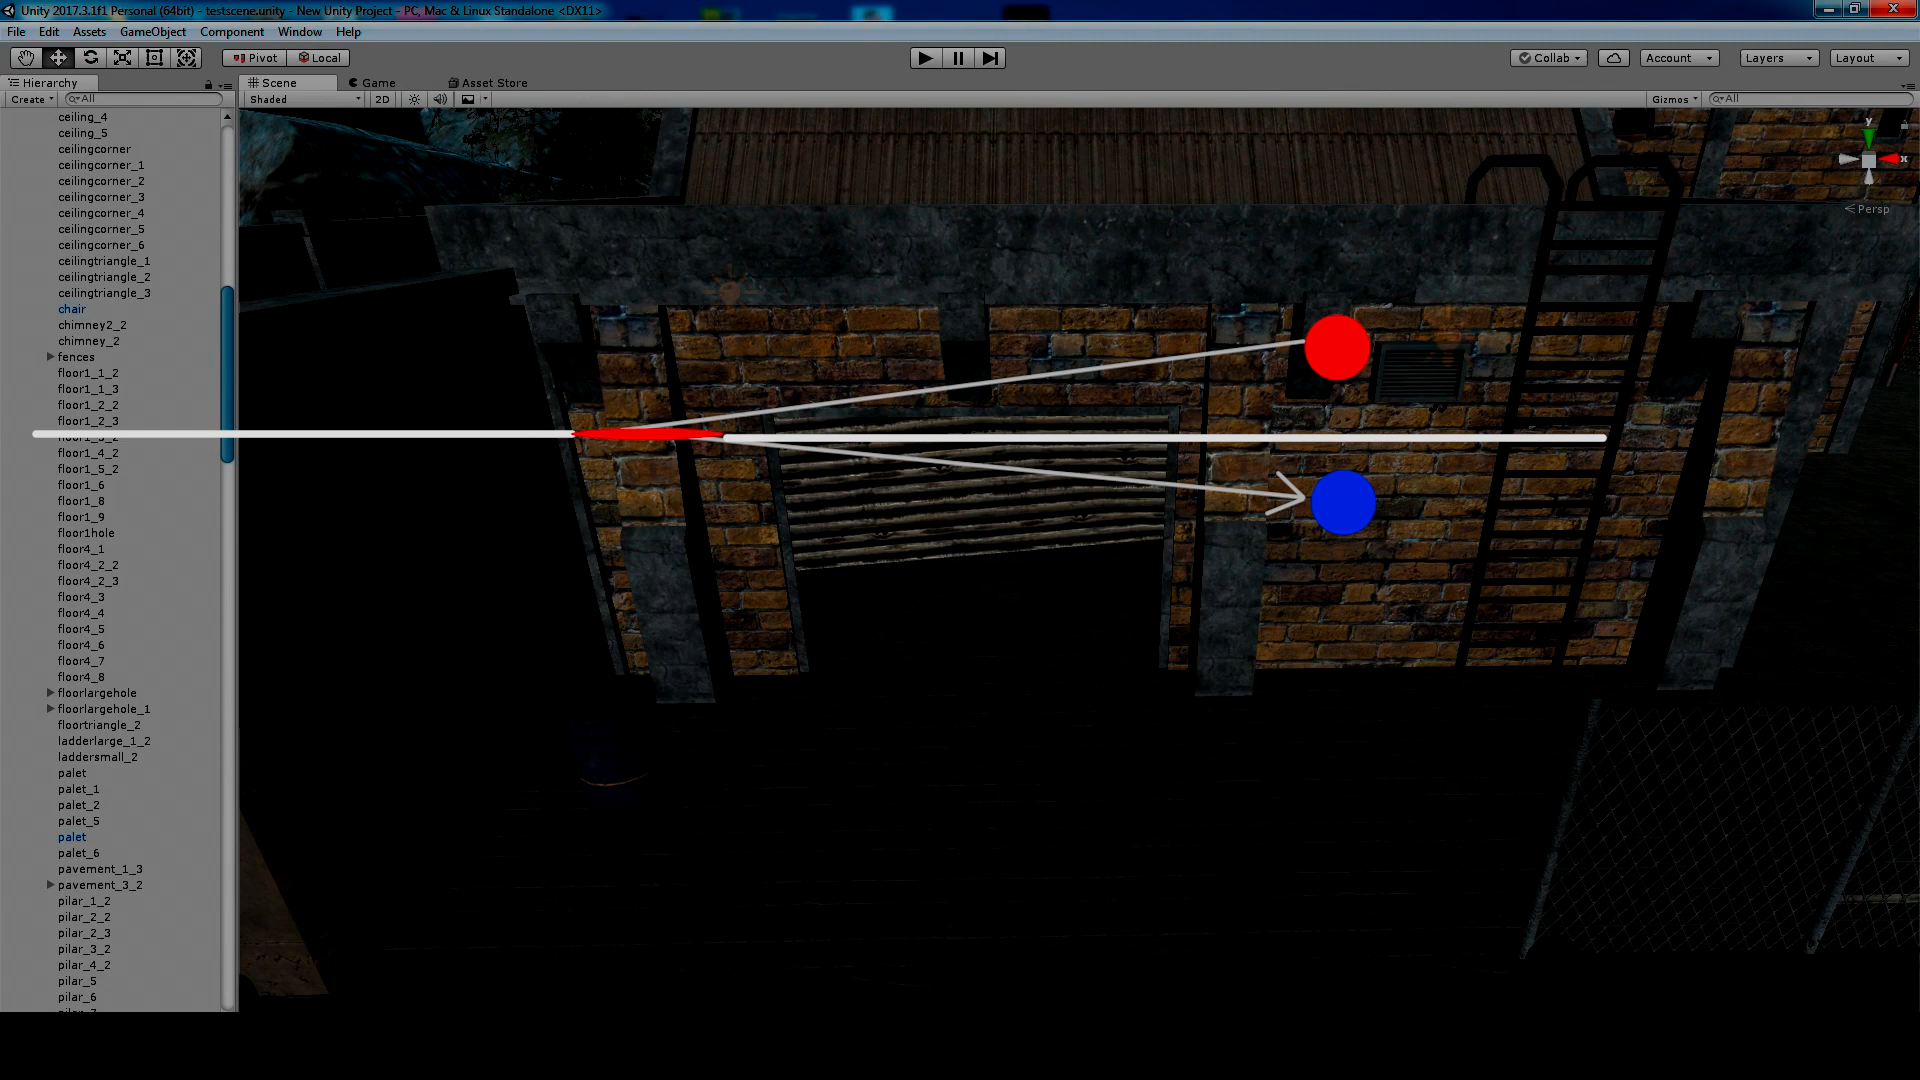 Unity 2017.3.1f1 Personal (64bit) - testscene.unity - New Unity Project - PC, Mac & Linux Standalone <DX11>
File Edit Assets GameObject Component Window Help
Pivot Local Collab Account Layers Layout
Hierarchy Scene Game Asset Store
Create All Shaded 2D Gizmos All
ceiling_4
ceiling_5
ceilingcorner
ceilingcorner_1
ceilingcorner_2
ceilingcorner_3
ceilingcorner_4
ceilingcorner_5
ceilingcorner_6
ceilingtriangle_1
ceilingtriangle_2
ceilingtriangle_3
chair
chimney2_2
chimney_2
fences
floor1_1_2
floor1_1_3
floor1_2_2
floor1_2_3
floor1_4_2
floor1_5_2
floor1_6
floor1_8
floor1_9
floor1hole
floor4_1
floor4_2_2
floor4_2_3
floor4_3
floor4_4
floor4_5
floor4_6
floor4_7
floor4_8
floorlargehole
floorlargehole_1
floortriangle_2
ladderlarge_1_2
laddersmall_2
palet
palet_1
palet_2
palet_5
palet
palet_6
pavement_1_3
pavement_3_2
pilar_1_2
pilar_2_2
pilar_2_3
pilar_3_2
pilar_4_2
pilar_5
pilar_6
y
x
Persp